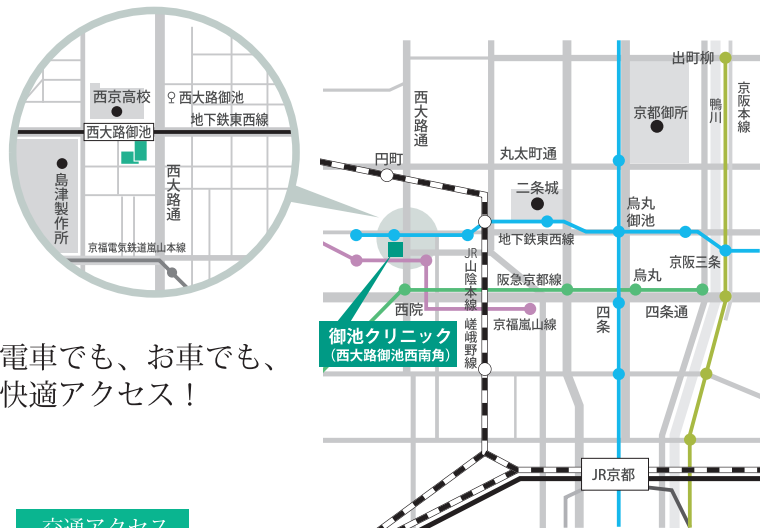 西京高校
西大路御池
地下鉄東西線
西大路御池
島津製作所
西大路通
京福電気鉄道嵐山本線
電車でも、お車でも、
快適アクセス！
交通アクセス
出町柳
西大路通
鴨川
京阪本線
京都御所
円町
丸太町通
二条城
烏丸
御池
地下鉄東西線
JR山陰本線
嵯峨野線
京阪三条
阪急京都線
烏丸
西院
京福嵐山線
四条
四条通
御池クリニック
(西大路御池西南角)
JR京都